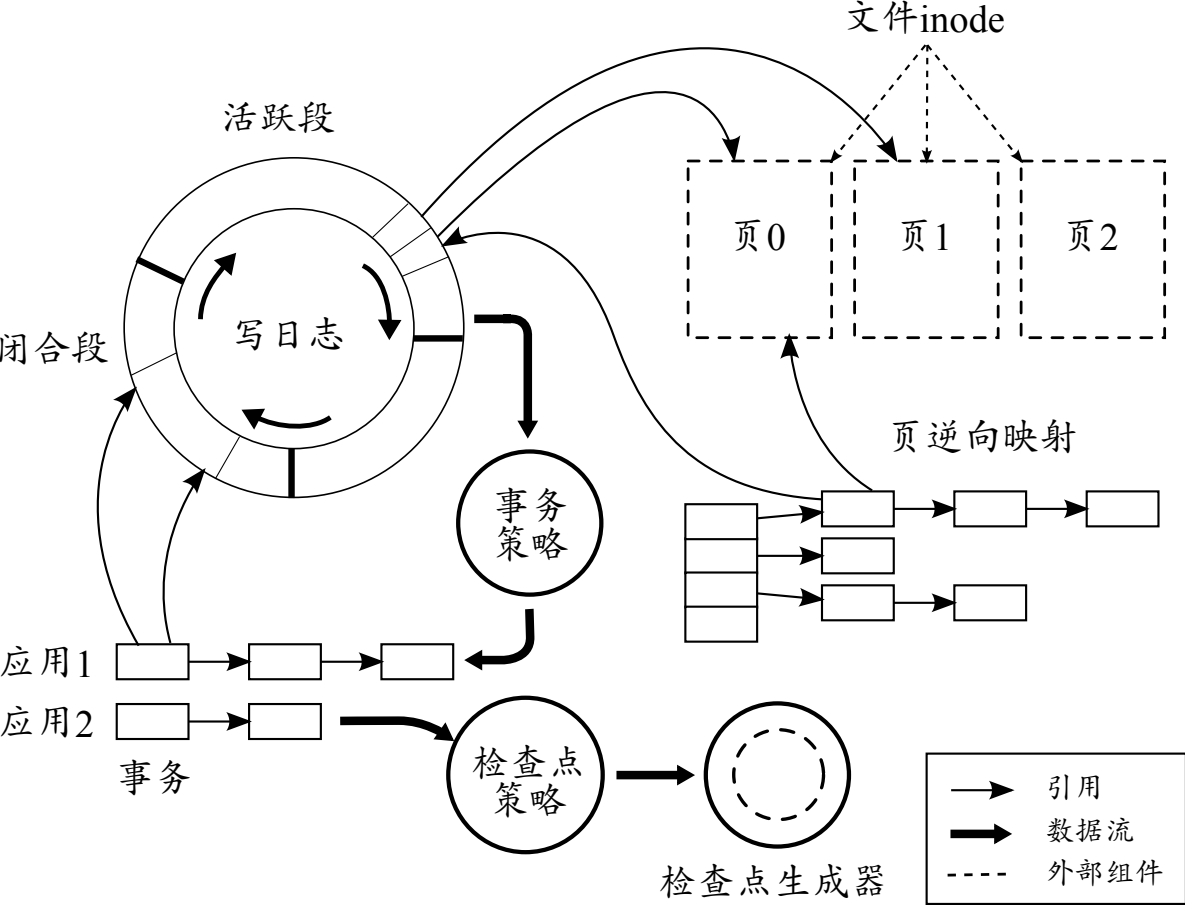 文件inode
活跃段
页0
页1
页2
写日志
闭合段
页逆向映射
事务
策略
应用1
应用2
事务
检查点
策略
检查点生成器
引用
数据流
外部组件